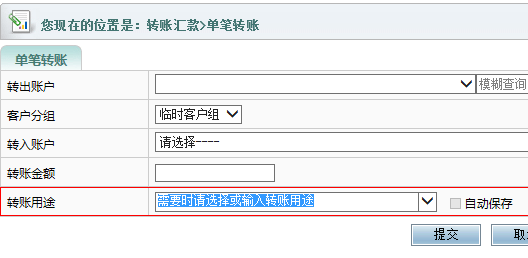 您现在的位置是：转账汇款>单笔转账
单笔转账
转出账户 模糊查询
客户分组 临时客户组
转入账户 请选择----
转账金额
转账用途 需要时请选择或输入转账用途 自动保存
提交